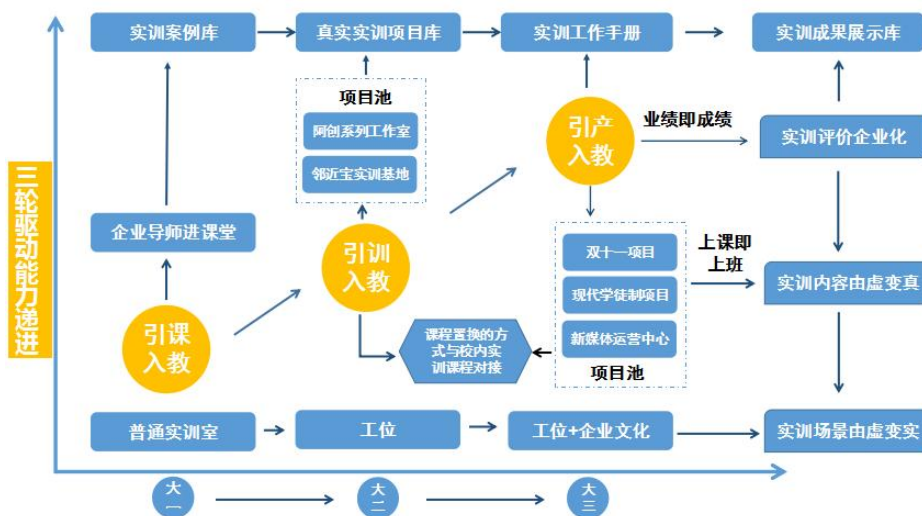 实训案例库
真实实训项目库
实训工作手册
实训成果展示库
项目池
阿创系列工作室
邻近宝实训基地
引产
入教
业绩即成绩
实训评价企业化
三轮驱动能力递进
企业导师进课堂
引训
入教
双十一项目
现代学徒制项目
新媒体运营中心
项目池
上课即
上班
实训内容由虚变真
引课
入教
课程置换的方
式与校内实
训课程对接
普通实训室
工位
工位+企业文化
实训场景由虚变实
大一
大二
大三